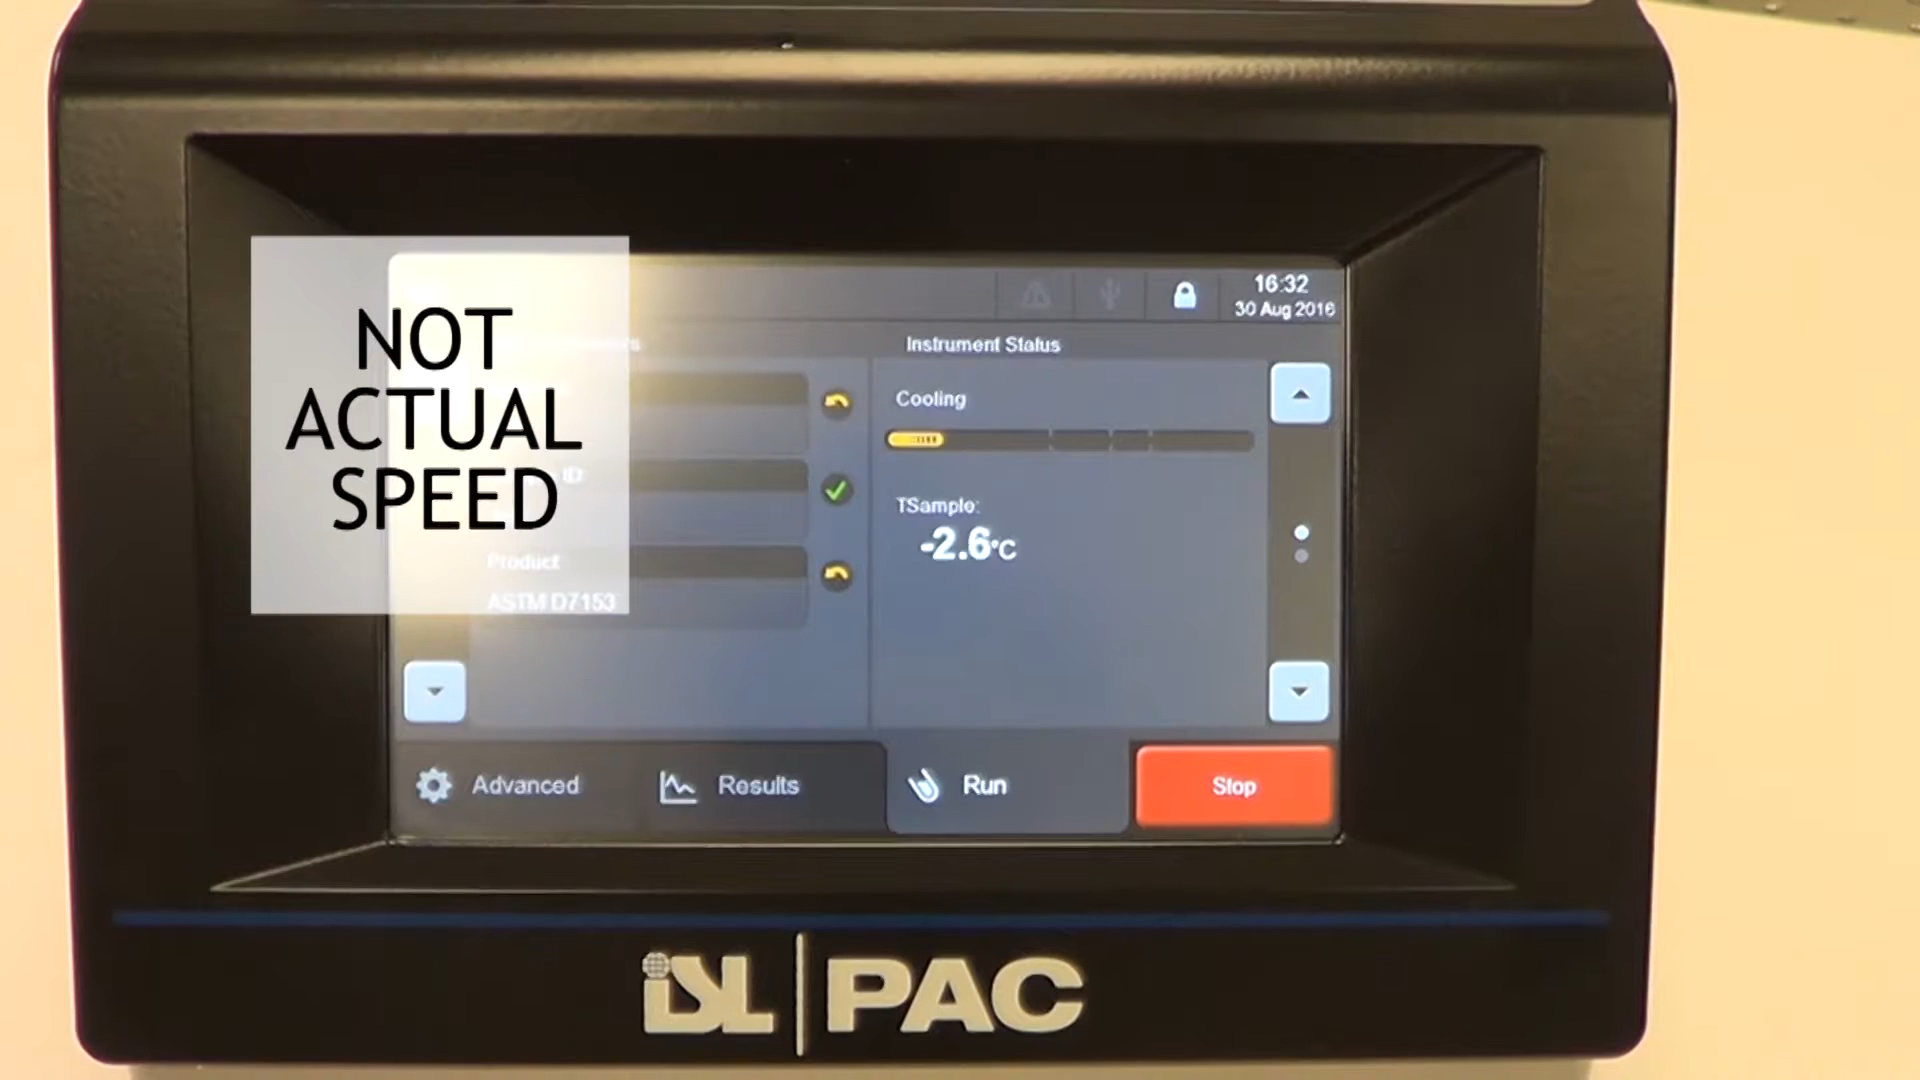 NOT
ACTUAL
SPEED
16:32
30 Aug 2016
Instrument Status
Cooling
ID
TSample:
-2.6°C
Product
ASTM D7153
Advanced
Results
Run
Stop
iSL PAC